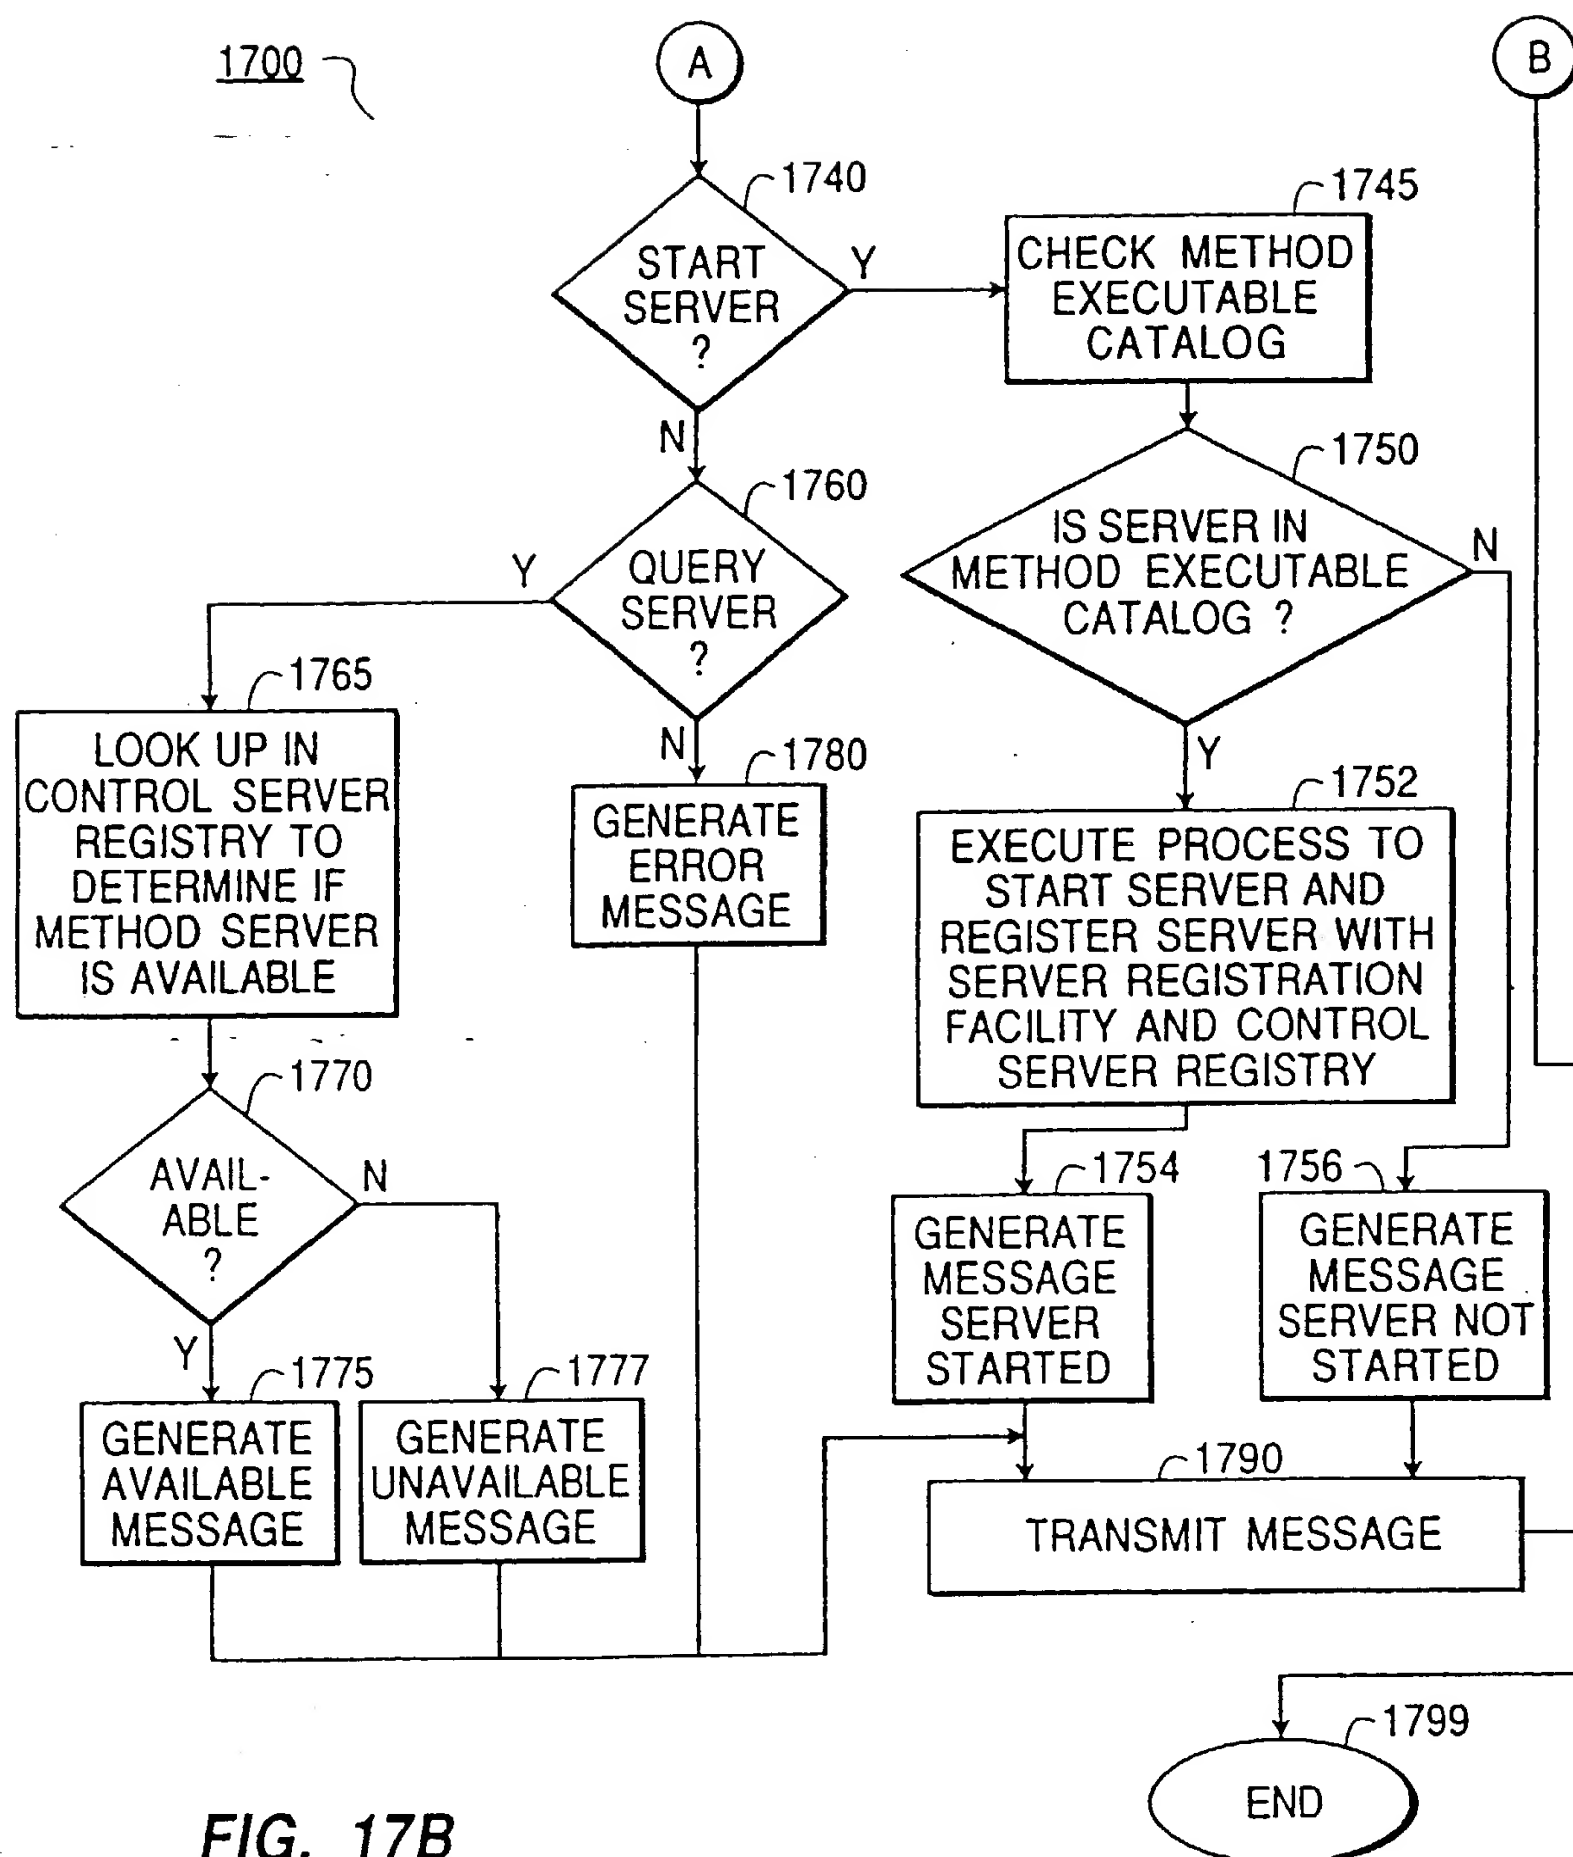 1700
A
B
1740
START
SERVER
?
Y
N
1745
CHECK METHOD
EXECUTABLE
CATALOG
1750
IS SERVER IN
METHOD EXECUTABLE
CATALOG ?
N
Y
1760
QUERY
SERVER
?
Y
N
1765
LOOK UP IN
CONTROL SERVER
REGISTRY TO
DETERMINE IF
METHOD SERVER
IS AVAILABLE
1780
GENERATE
ERROR
MESSAGE
1752
EXECUTE PROCESS TO
START SERVER AND
REGISTER SERVER WITH
SERVER REGISTRATION
FACILITY AND CONTROL
SERVER REGISTRY
1770
AVAIL-
ABLE
?
N
Y
1754
GENERATE
MESSAGE
SERVER
STARTED
1756
GENERATE
MESSAGE
SERVER NOT
STARTED
1775
GENERATE
AVAILABLE
MESSAGE
1777
GENERATE
UNAVAILABLE
MESSAGE
1790
TRANSMIT MESSAGE
1799
END
FIG. 17B